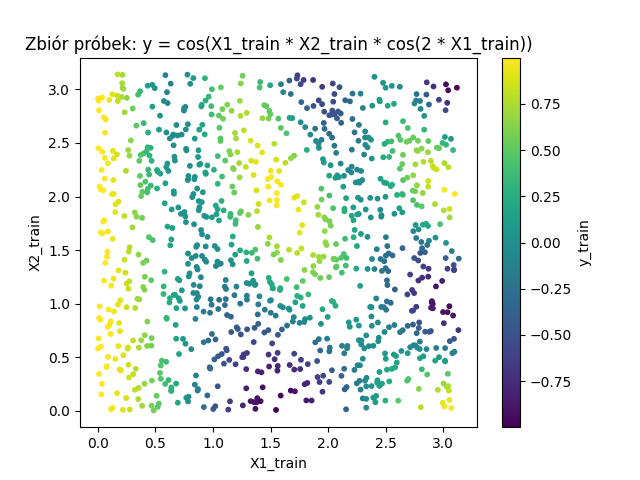 Zbiór próbek: y = cos(X1_train * X2_train * cos(2 * X1_train))
3.0
2.5
2.0
1.5
1.0
0.5
0.0
X2_train
0.0 0.5 1.0 1.5 2.0 2.5 3.0
X1_train
0.75
0.50
0.25
0.00
−0.25
−0.50
−0.75
y_train